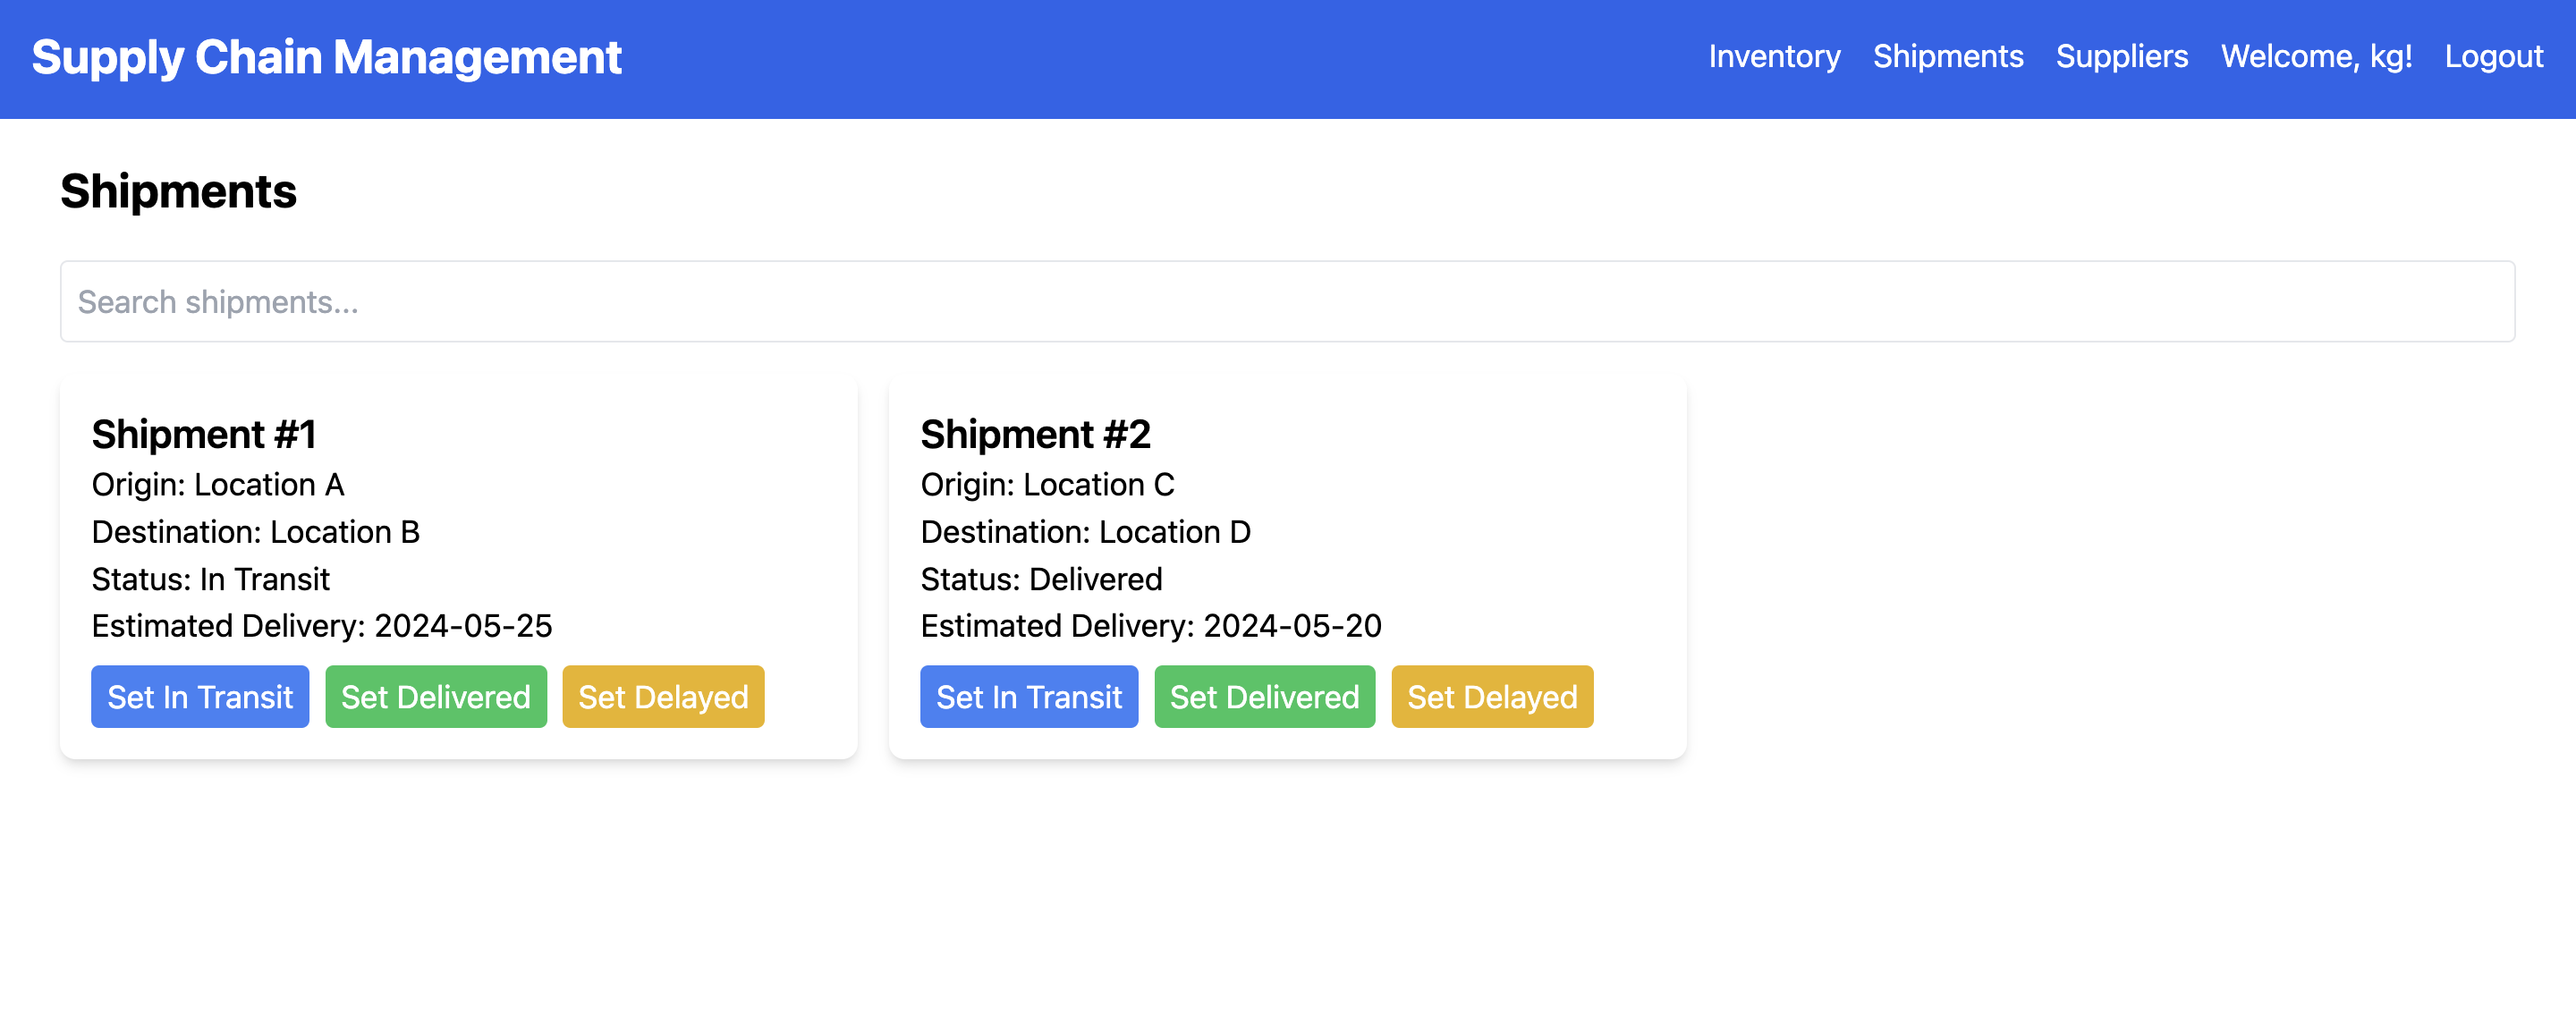 Supply Chain Management
Inventory Shipments Suppliers Welcome, kg! Logout
Shipments
Search shipments...
Shipment #1
Origin: Location A
Destination: Location B
Status: In Transit
Estimated Delivery: 2024-05-25
Set In Transit Set Delivered Set Delayed
Shipment #2
Origin: Location C
Destination: Location D
Status: Delivered
Estimated Delivery: 2024-05-20
Set In Transit Set Delivered Set Delayed